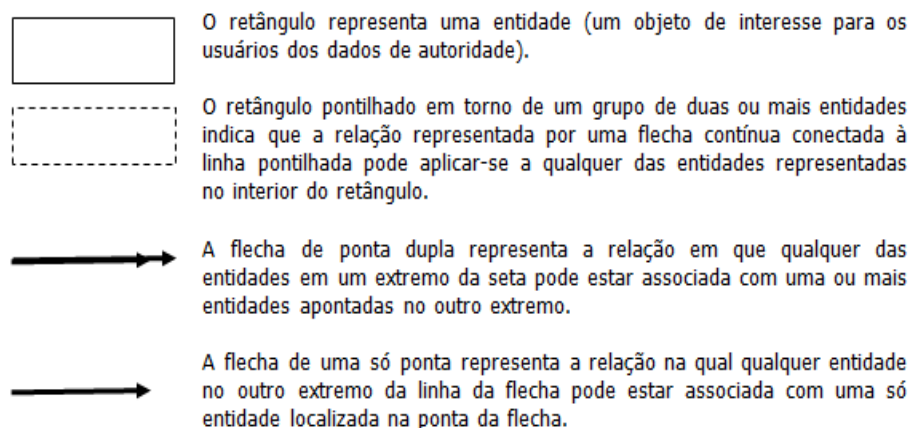 O retângulo representa uma entidade (um objeto de interesse para os
usuários dos dados de autoridade).
O retângulo pontilhado em torno de um grupo de duas ou mais entidades
indica que a relação representada por uma flecha contínua conectada à
linha pontilhada pode aplicar-se a qualquer das entidades representadas
no interior do retângulo.
A flecha de ponta dupla representa a relação em que qualquer das
entidades em um extremo da seta pode estar associada com uma ou mais
entidades apontadas no outro extremo.
A flecha de uma só ponta representa a relação na qual qualquer entidade
no outro extremo da linha da flecha pode estar associada com uma só
entidade localizada na ponta da flecha.